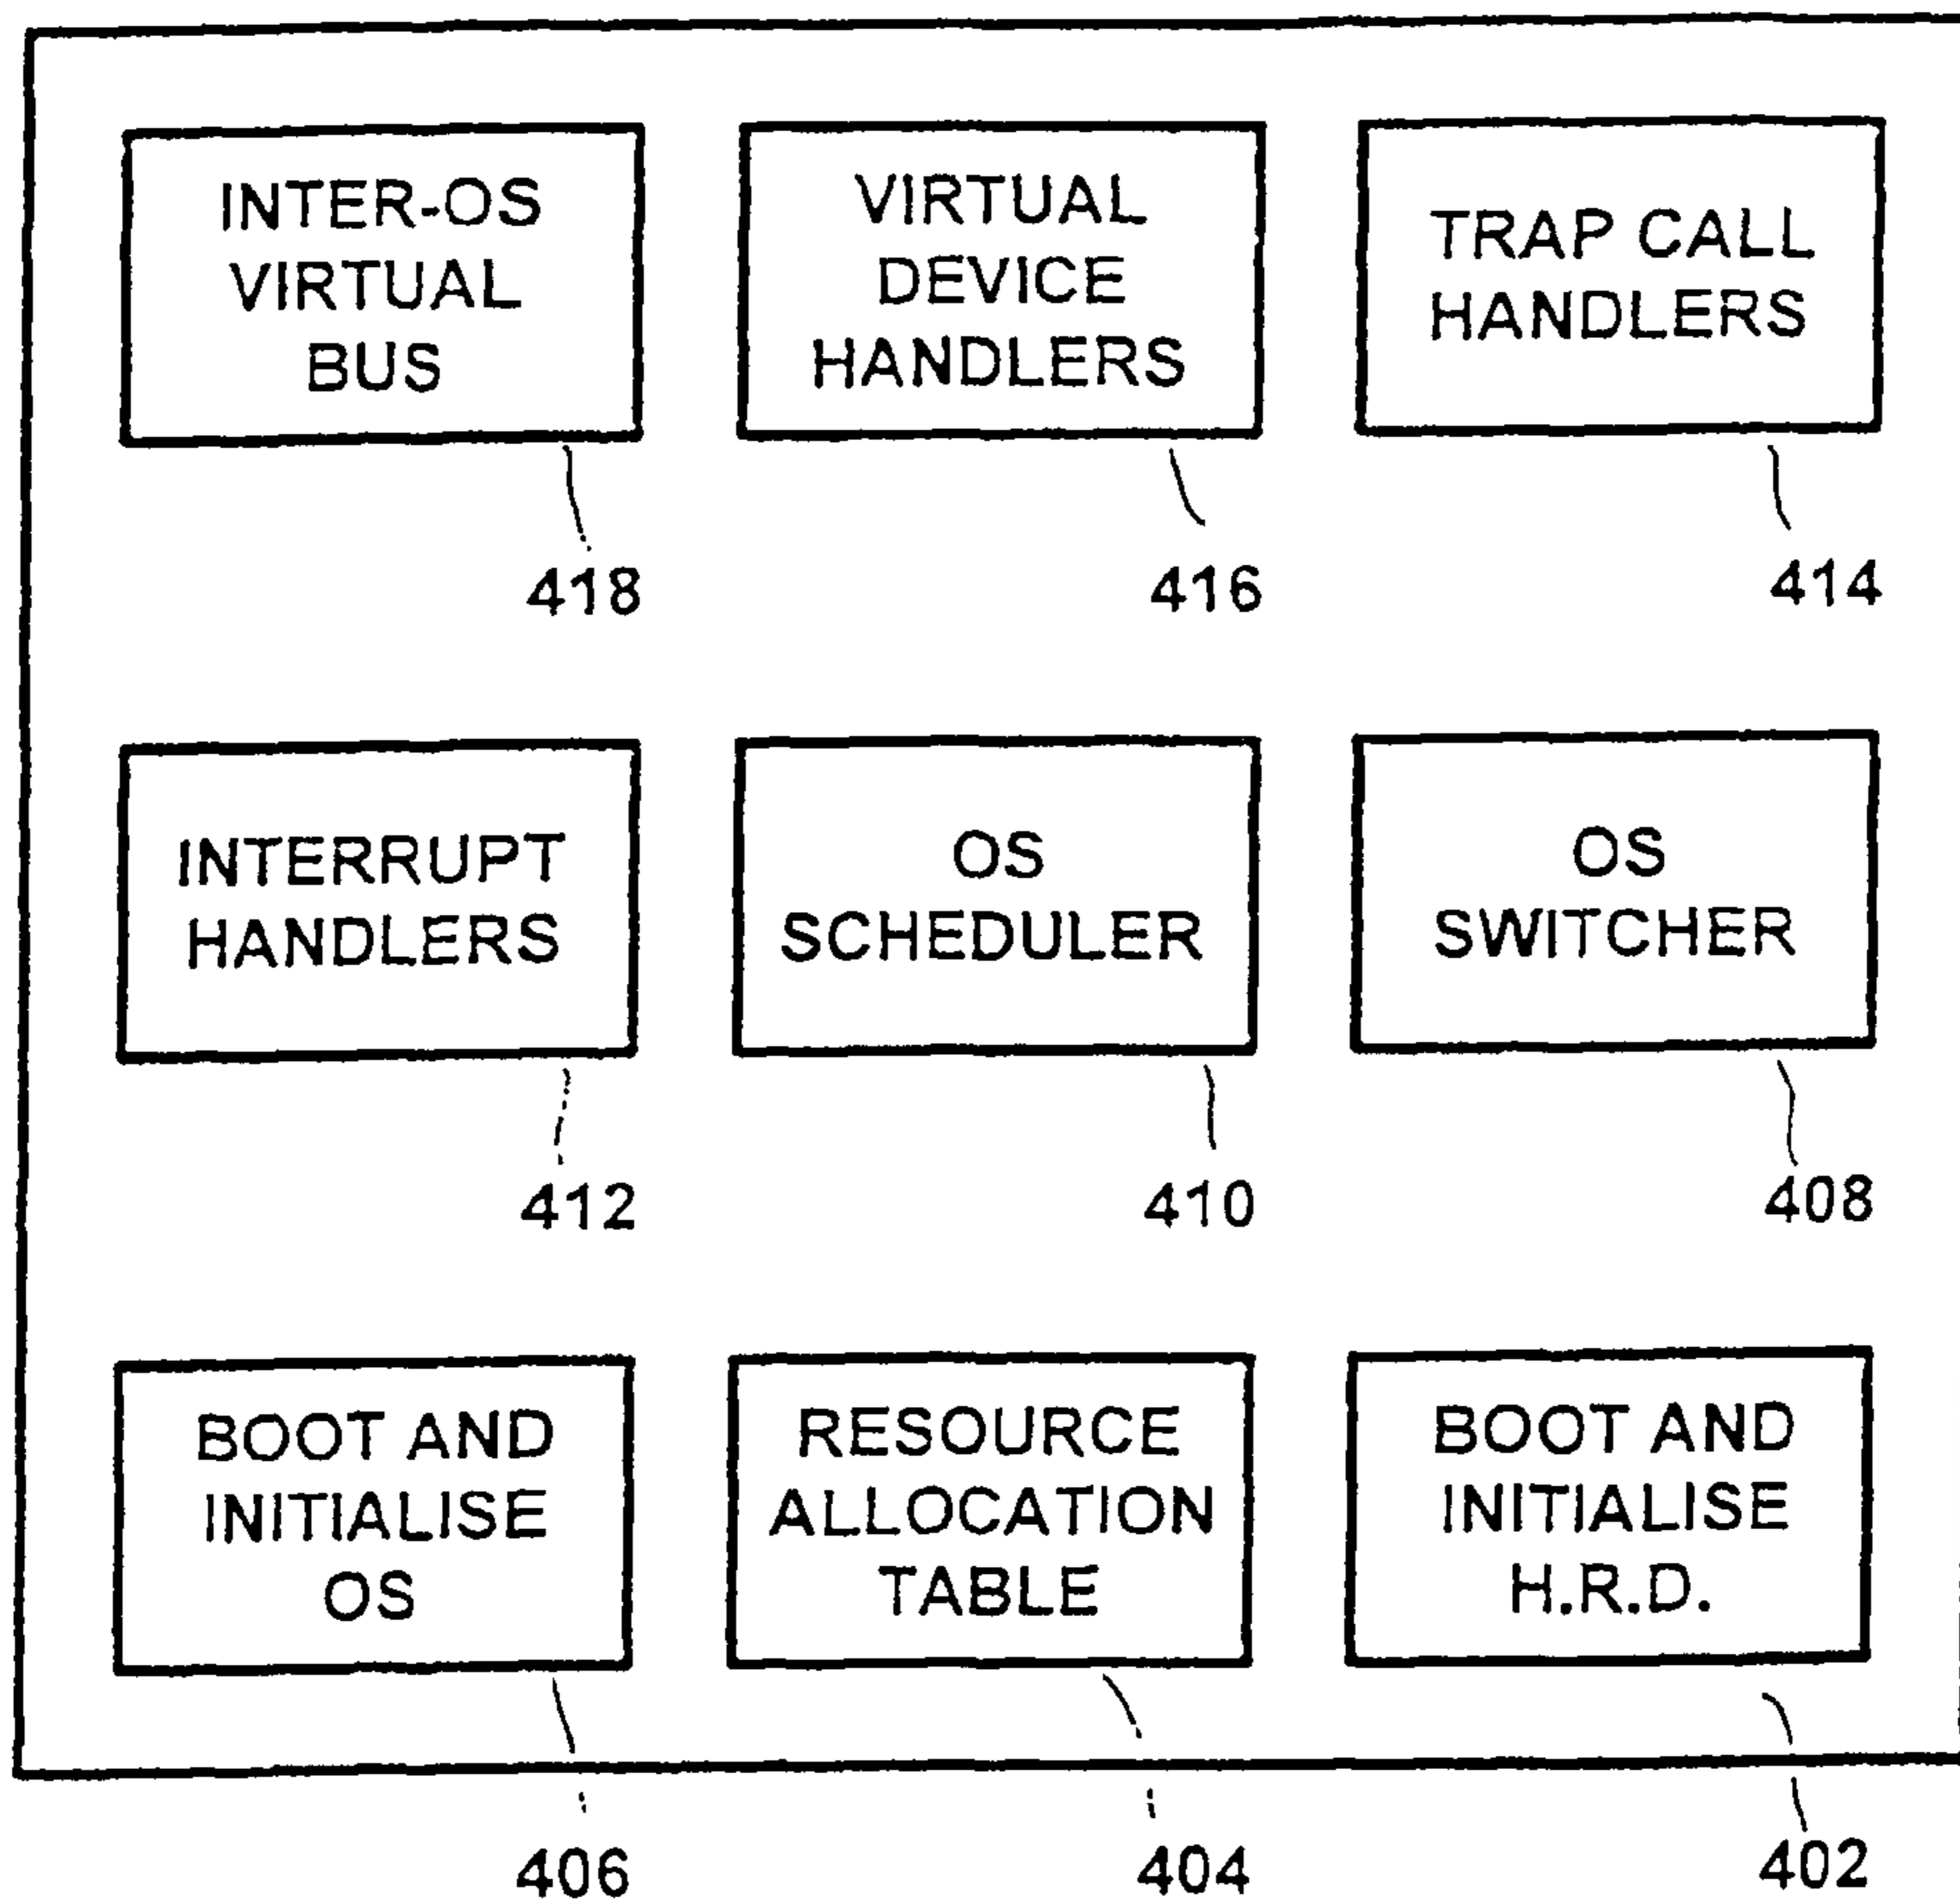 INTER-OS
VIRTUAL
BUS
418
VIRTUAL
DEVICE
HANDLERS
416
TRAP CALL
HANDLERS
414
INTERRUPT
HANDLERS
412
OS
SCHEDULER
410
OS
SWITCHER
408
BOOT AND
INITIALISE
OS
406
RESOURCE
ALLOCATION
TABLE
404
BOOT AND
INITIALISE
H.R.D.
402